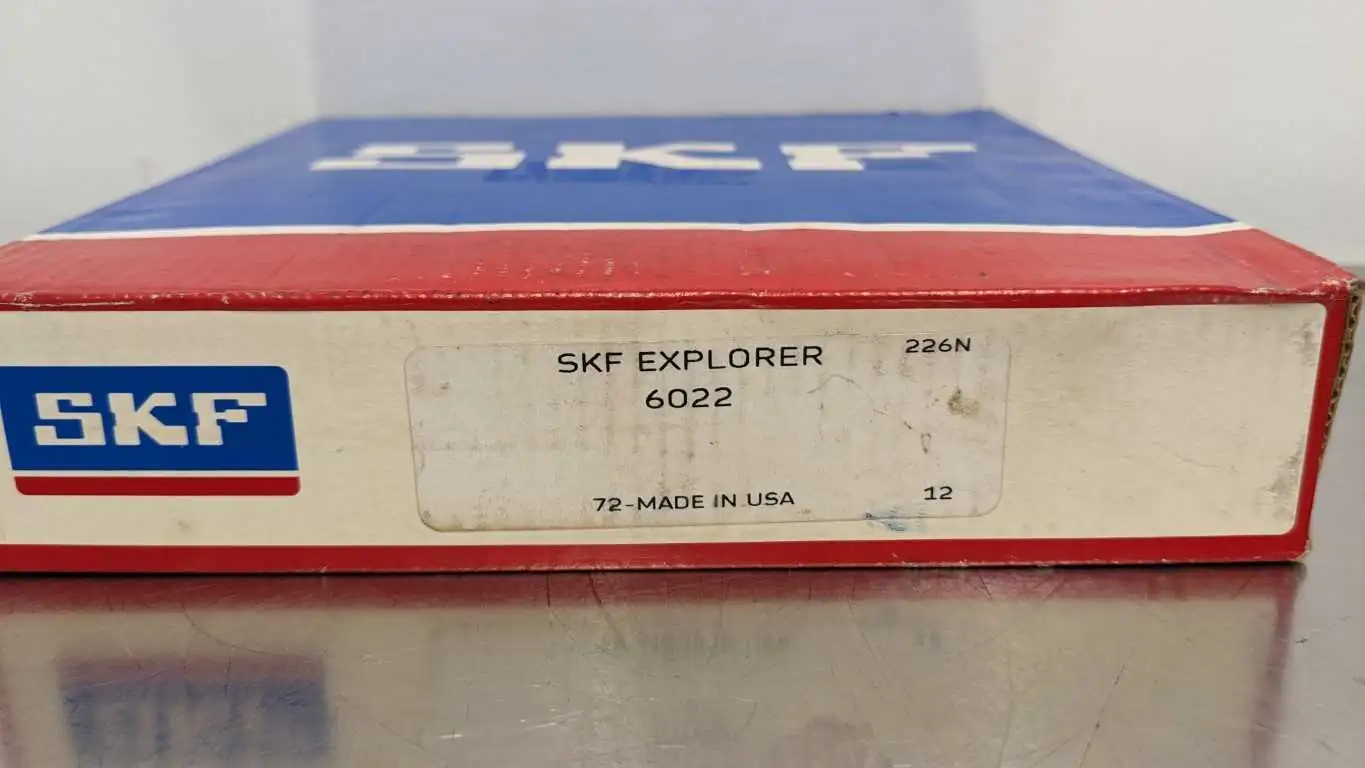 SKF
SKF
SKF EXPLORER
226N
6022
72-MADE IN USA
12